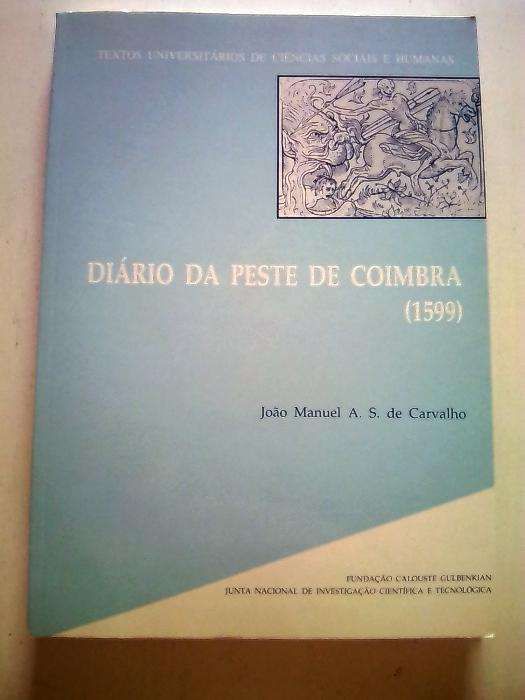 TEXTOS UNIVERSITÁRIOS DE CIÊNCIAS SOCIAIS E HUMANAS
DIÁRIO DA PESTE DE COIMBRA
(1599)
João Manuel A. S. de Carvalho
FUNDAÇÃO CALOUSTE GULBENKIAN
JUNTA NACIONAL DE INVESTIGAÇÃO CIENTÍFICA E TECNOLÓGICA